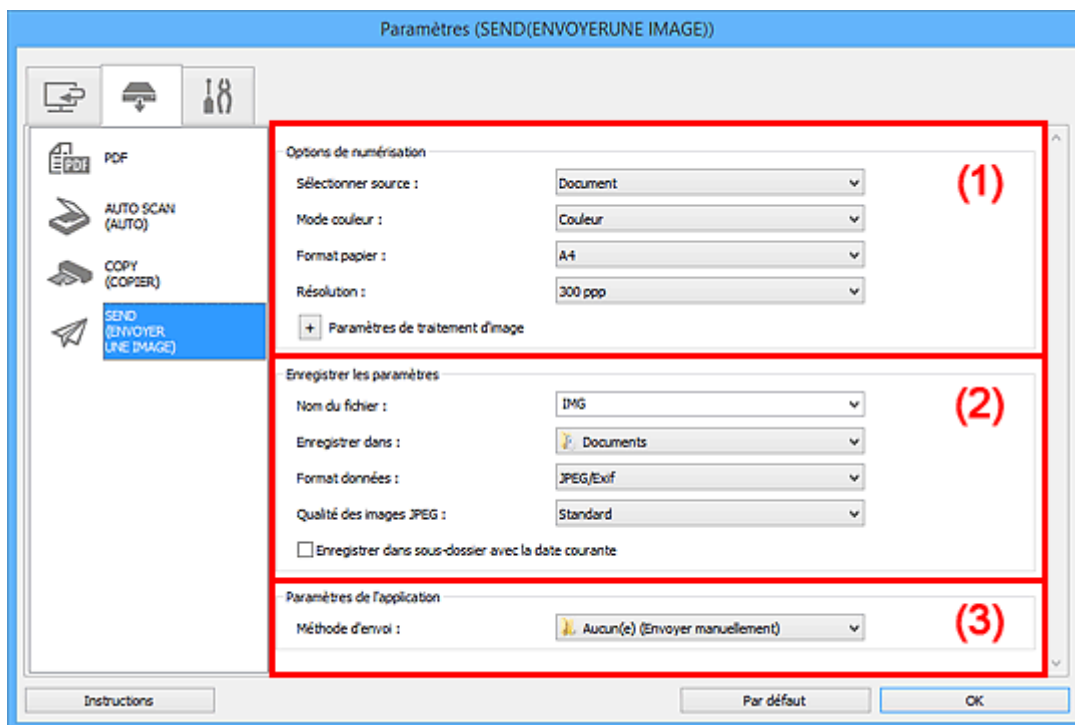 Paramètres (SEND(ENVOYERUNE IMAGE))
PDF
PDF
AUTO SCAN
(AUTO)
COPY
(COPIER)
SEND
(ENVOYER
UNE IMAGE)
Options de numérisation
(1)
Sélectionner source : Document
Mode couleur : Couleur
Format papier : A4
Résolution : 300 ppp
+ Paramètres de traitement d'image
Enregistrer les paramètres
(2)
Nom du fichier : IMG
Enregistrer dans : Documents
Format données : JPEG/Exif
Qualité des images JPEG : Standard
Enregistrer dans sous-dossier avec la date courante
Paramètres de l'application
(3)
Méthode d'envoi : Aucun(e) (Envoyer manuellement)
Instructions Par défaut OK